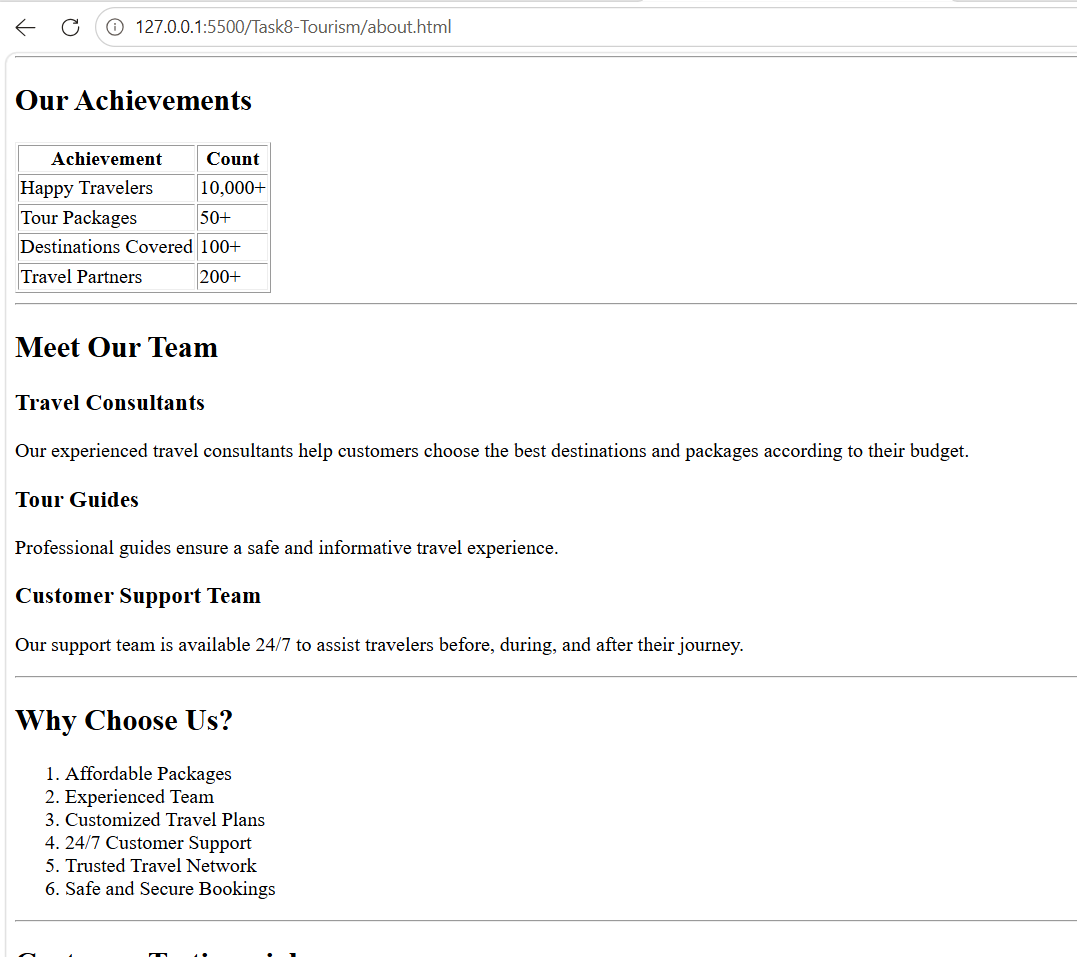 127.0.0.1:5500/Task8-Tourism/about.html
Our Achievements
Achievement Count
Happy Travelers 10,000+
Tour Packages 50+
Destinations Covered 100+
Travel Partners 200+
Meet Our Team
Travel Consultants
Our experienced travel consultants help customers choose the best destinations and packages according to their budget.
Tour Guides
Professional guides ensure a safe and informative travel experience.
Customer Support Team
Our support team is available 24/7 to assist travelers before, during, and after their journey.
Why Choose Us?
1. Affordable Packages
2. Experienced Team
3. Customized Travel Plans
4. 24/7 Customer Support
5. Trusted Travel Network
6. Safe and Secure Bookings